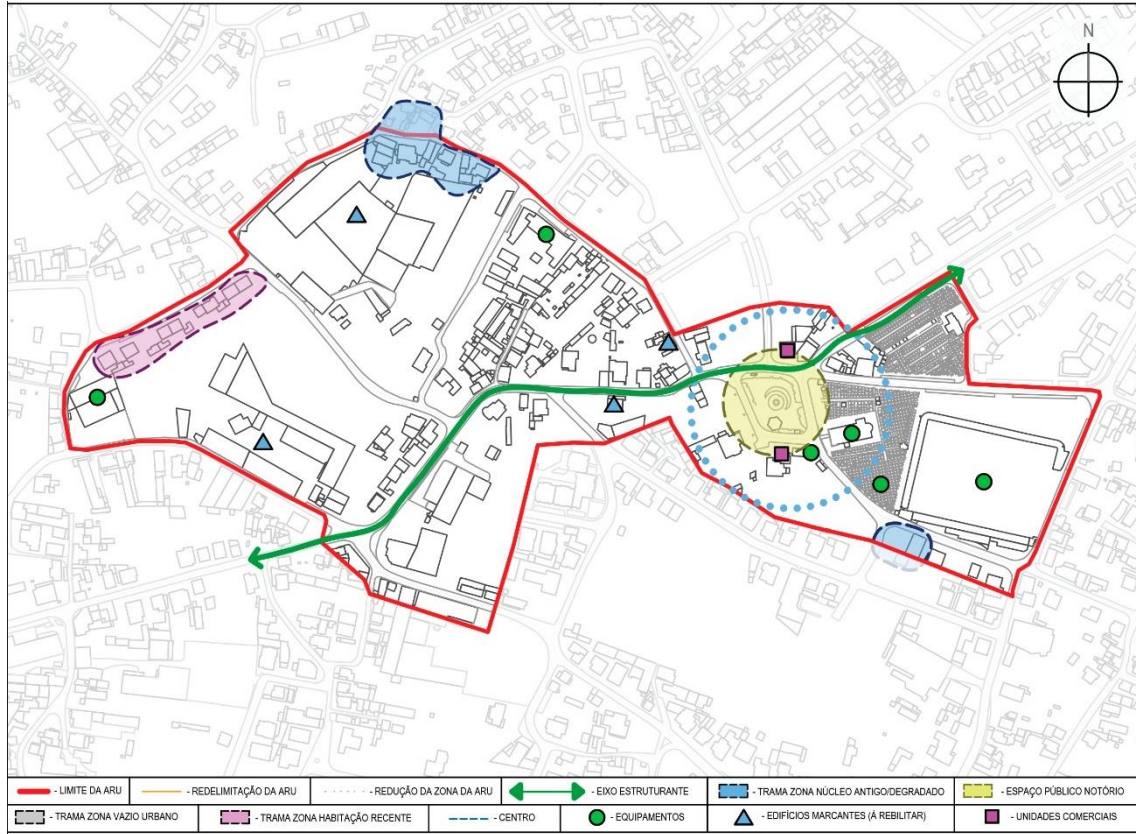 N
- LIMITE DA ARU
- REDELIMITAÇÃO DA ARU
- REDUÇÃO DA ZONA DA ARU
- EIXO ESTRUTURANTE
- TRAMA ZONA NÚCLEO ANTIGO/DEGRADADO
- ESPAÇO PÚBLICO NOTÓRIO
- TRAMA ZONA VAZIO URBANO
- TRAMA ZONA HABITAÇÃO RECENTE
- CENTRO
- EQUIPAMENTOS
- EDIFÍCIOS MARCANTES (Á REBILITAR)
- UNIDADES COMERCIAIS